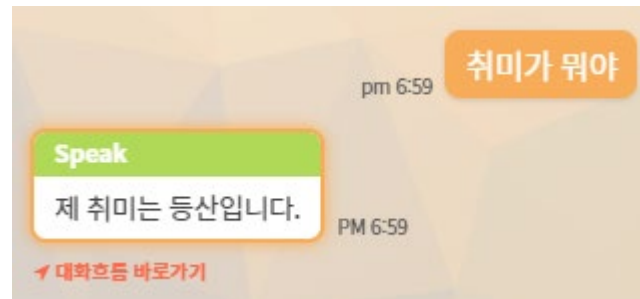 취미가 뭐야
pm 6:59
Speak
제 취미는 등산입니다.
PM 6:59
대화흐름 바로가기